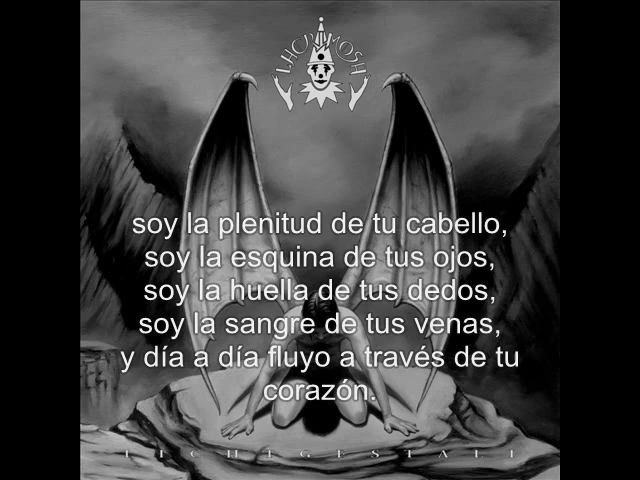 LACRIMOSA
soy la plenitud de tu cabello,
soy la esquina de tus ojos,
soy la huella de tus dedos,
soy la sangre de tus venas,
y día a día fluyo a través de tu
corazón.
LICHTGESTALT